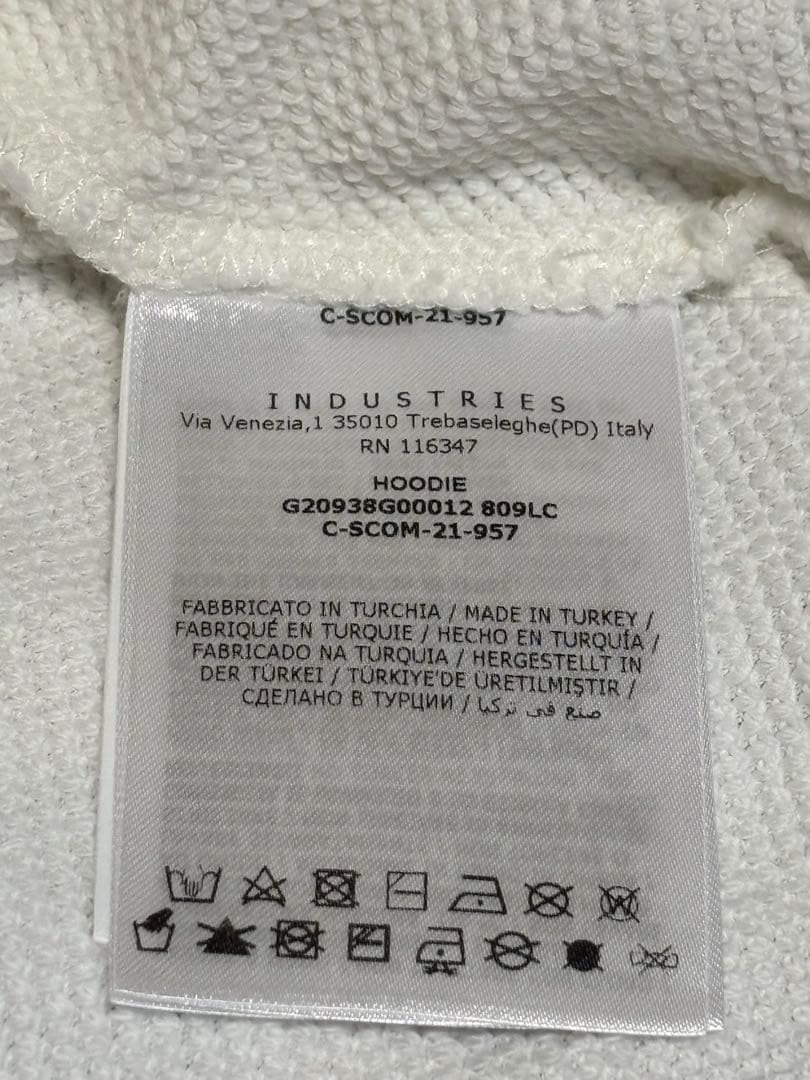 C-SCOM-21-957
INDUSTRIES
Via Venezia,1 35010 Trebaseleghe(PD) Italy
RN 116347
HOODIE
G20938G00012 809LC
C-SCOM-21-957
FABBRICATO IN TURCHIA / MADE IN TURKEY /
FABRIQUÉ EN TURQUIE / HECHO EN TURQUÍA /
FABRICADO NA TURQUIA / HERGESTELLT IN
DER TÜRKEI / TÜRKIYE'DE ÜRETILMIŞTIR /
СДЕЛАНО В ТУРЦИИ / صنع في تركيا